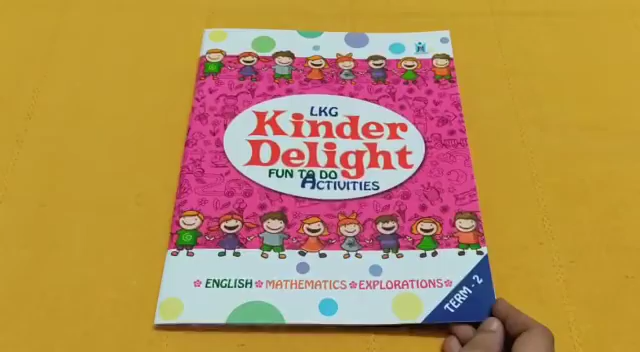 LKG
Kinder
Delight
FUN TO DO
ACTIVITIES
ENGLISH MATHEMATICS EXPLORATIONS
TERM - 2